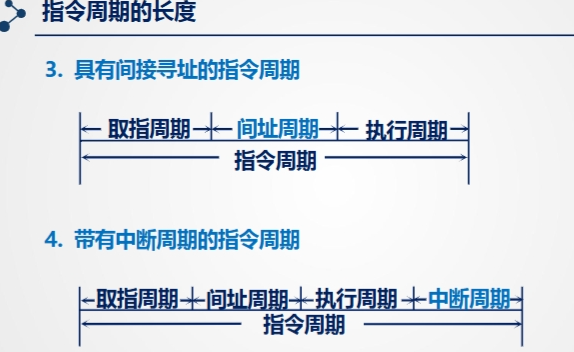 指令周期的长度
3. 具有间接寻址的指令周期
取指周期 间址周期 执行周期
指令周期
4. 带有中断周期的指令周期
取指周期 间址周期 执行周期 中断周期
指令周期